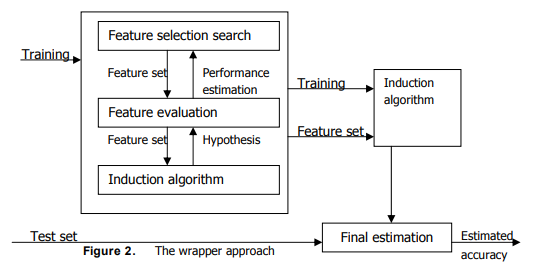 Feature selection search
Training
Feature set
Performance
estimation
Feature evaluation
Feature set
Hypothesis
Induction algorithm
Training
Feature set
Induction
algorithm
Test set
Final estimation
Estimated
accuracy
Figure 2. The wrapper approach